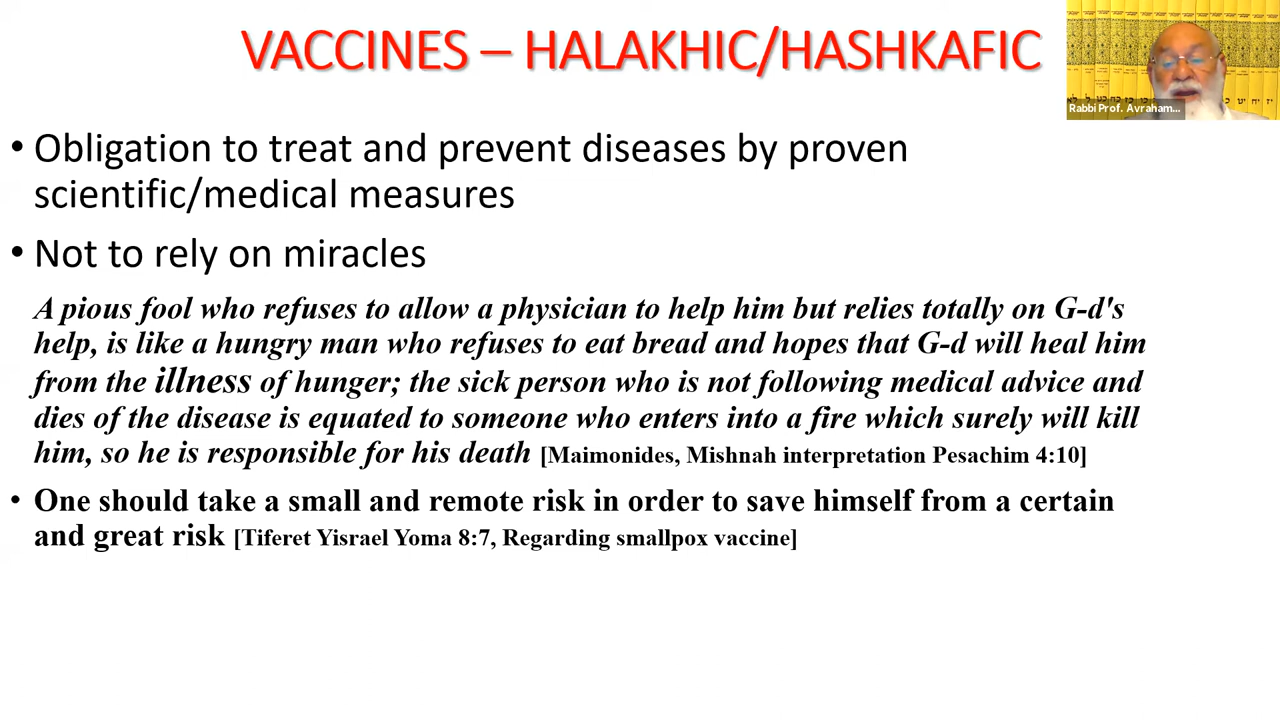 VACCINES – HALAKHIC/HASHKAFIC
Rabbi Prof. Avraham...
• Obligation to treat and prevent diseases by proven
scientific/medical measures
• Not to rely on miracles
A pious fool who refuses to allow a physician to help him but relies totally on G-d's
help, is like a hungry man who refuses to eat bread and hopes that G-d will heal him
from the illness of hunger; the sick person who is not following medical advice and
dies of the disease is equated to someone who enters into a fire which surely will kill
him, so he is responsible for his death [Maimonides, Mishnah interpretation Pesachim 4:10]
• One should take a small and remote risk in order to save himself from a certain
and great risk [Tiferet Yisrael Yoma 8:7, Regarding smallpox vaccine]